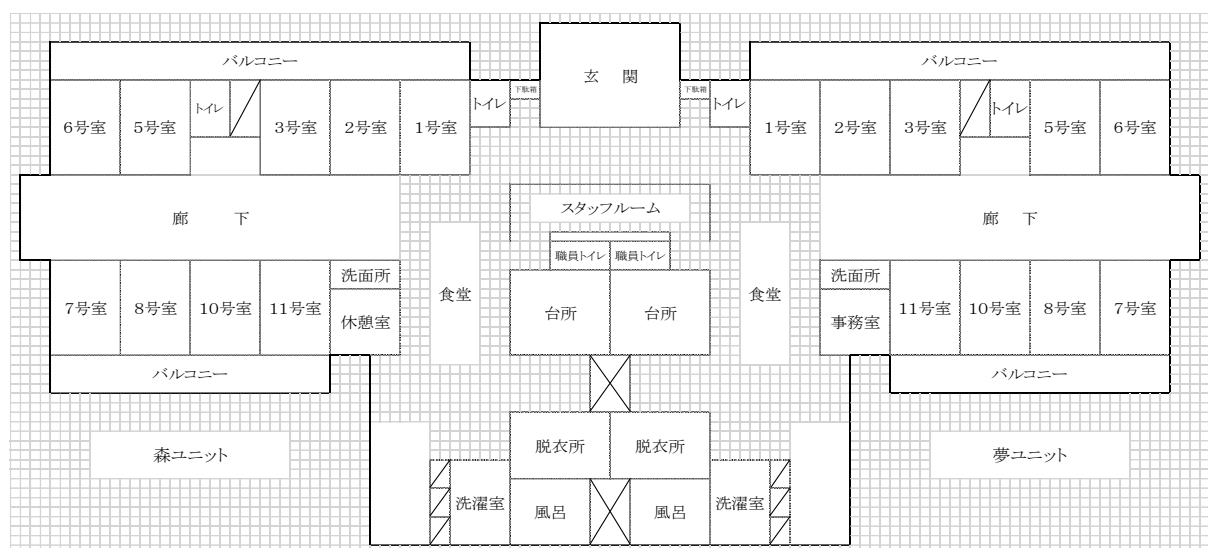 玄　関
バルコニー
バルコニー
下駄箱
下駄箱
6号室
5号室
トイレ
3号室
2号室
1号室
トイレ
トイレ
1号室
2号室
3号室
トイレ
5号室
6号室
スタッフルーム
廊　下
廊　下
職員トイレ
職員トイレ
洗面所
洗面所
食堂
食堂
7号室
8号室
10号室
11号室
休憩室
台所
台所
事務室
11号室
10号室
8号室
7号室
バルコニー
バルコニー
森ユニット
脱衣所
脱衣所
夢ユニット
洗濯室
風呂
風呂
洗濯室